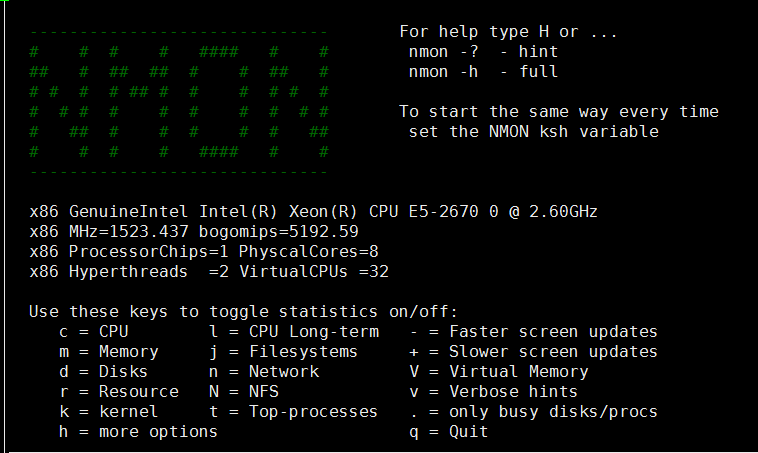 For help type H or ...
nmon -? - hint
nmon -h - full
To start the same way every time
set the NMON ksh variable
------------------------------
#    #  #    #   ####   #    #
##   #  ##  ##  #    #  ##   #
# #  #  # ## #  #    #  # #  #
#  # #  #    #  #    #  #  # #
#   ##  #    #  #    #  #   ##
#    #  #    #   ####   #    #
------------------------------
x86 GenuineIntel Intel(R) Xeon(R) CPU E5-2670 0 @ 2.60GHz
x86 MHz=1523.437 bogomips=5192.59
x86 ProcessorChips=1 PhyscalCores=8
x86 Hyperthreads =2 VirtualCPUs =32
Use these keys to toggle statistics on/off:
c = CPU l = CPU Long-term - = Faster screen updates
m = Memory j = Filesystems + = Slower screen updates
d = Disks n = Network V = Virtual Memory
r = Resource N = NFS v = Verbose hints
k = kernel t = Top-processes . = only busy disks/procs
h = more options q = Quit